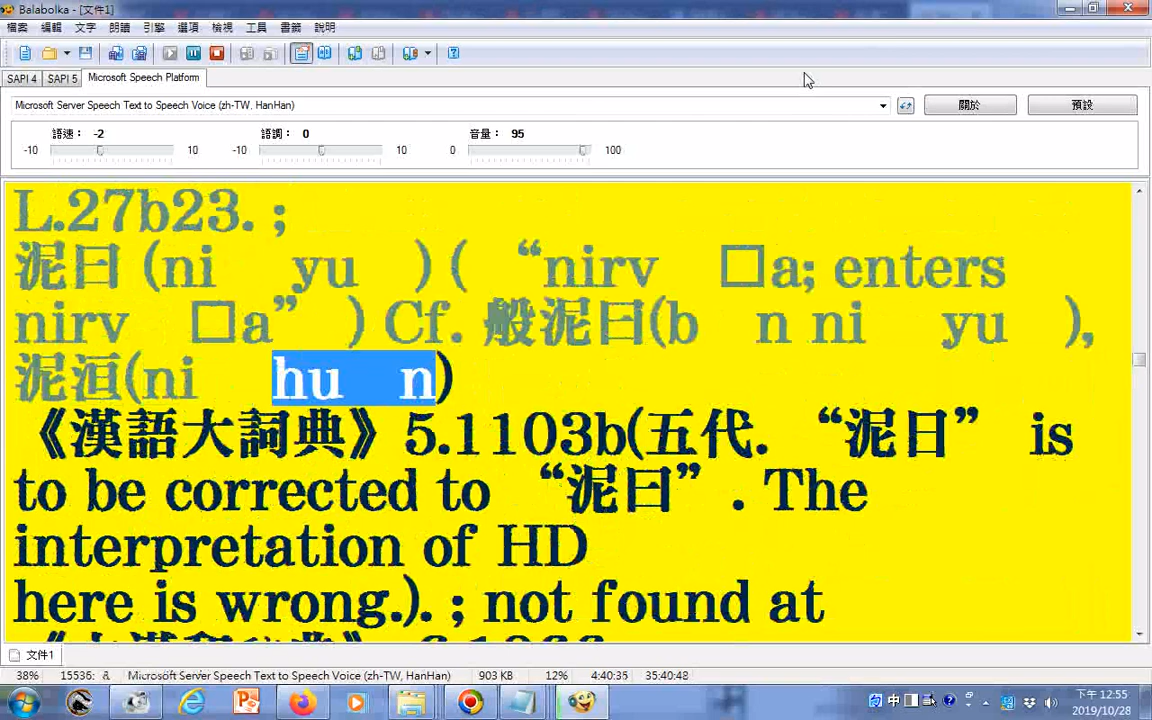 Balabolka - [文件1]
檔案 編輯 文字 朗讀 引擎 選項 檢視 工具 書籤 說明
SAPI 4 SAPI 5 Microsoft Speech Platform
Microsoft Server Speech Text to Speech Voice (zh-TW, HanHan) 關於 預設
語速： -2 語調： 0 音量： 95
-10 10 -10 10 0 100
L.27b23. ;
泥曰 (ni yu ) ( “nirv □a; enters
nirv □a” ) Cf. 般泥曰(b n ni yu ),
泥洹(ni hu n)
《漢語大詞典》 5.1103b(五代. “泥日” is
to be corrected to “泥曰” . The
interpretation of HD
here is wrong.). ; not found at
文件1
38% 15536: & Microsoft Server Speech Text to Speech Voice (zh-TW, HanHan) 903 KB 12% 4:40:35 35:40:48
中 下午 12:55
2019/10/28